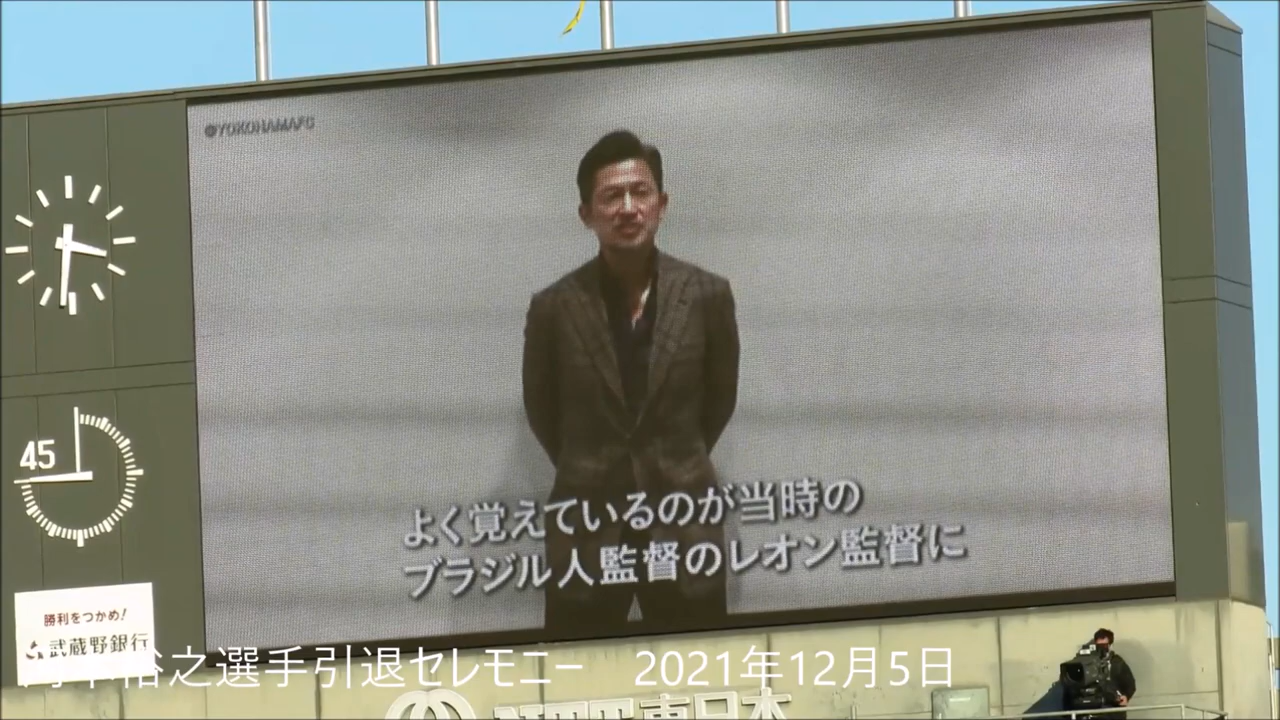 ©YOKOHAMAFC
45
よく覚えているのが当時の
ブラジル人監督のレオン監督に
勝利をつかめ!
武蔵野銀行
裕之選手引退セレモニー 2021年12月5日
東日本